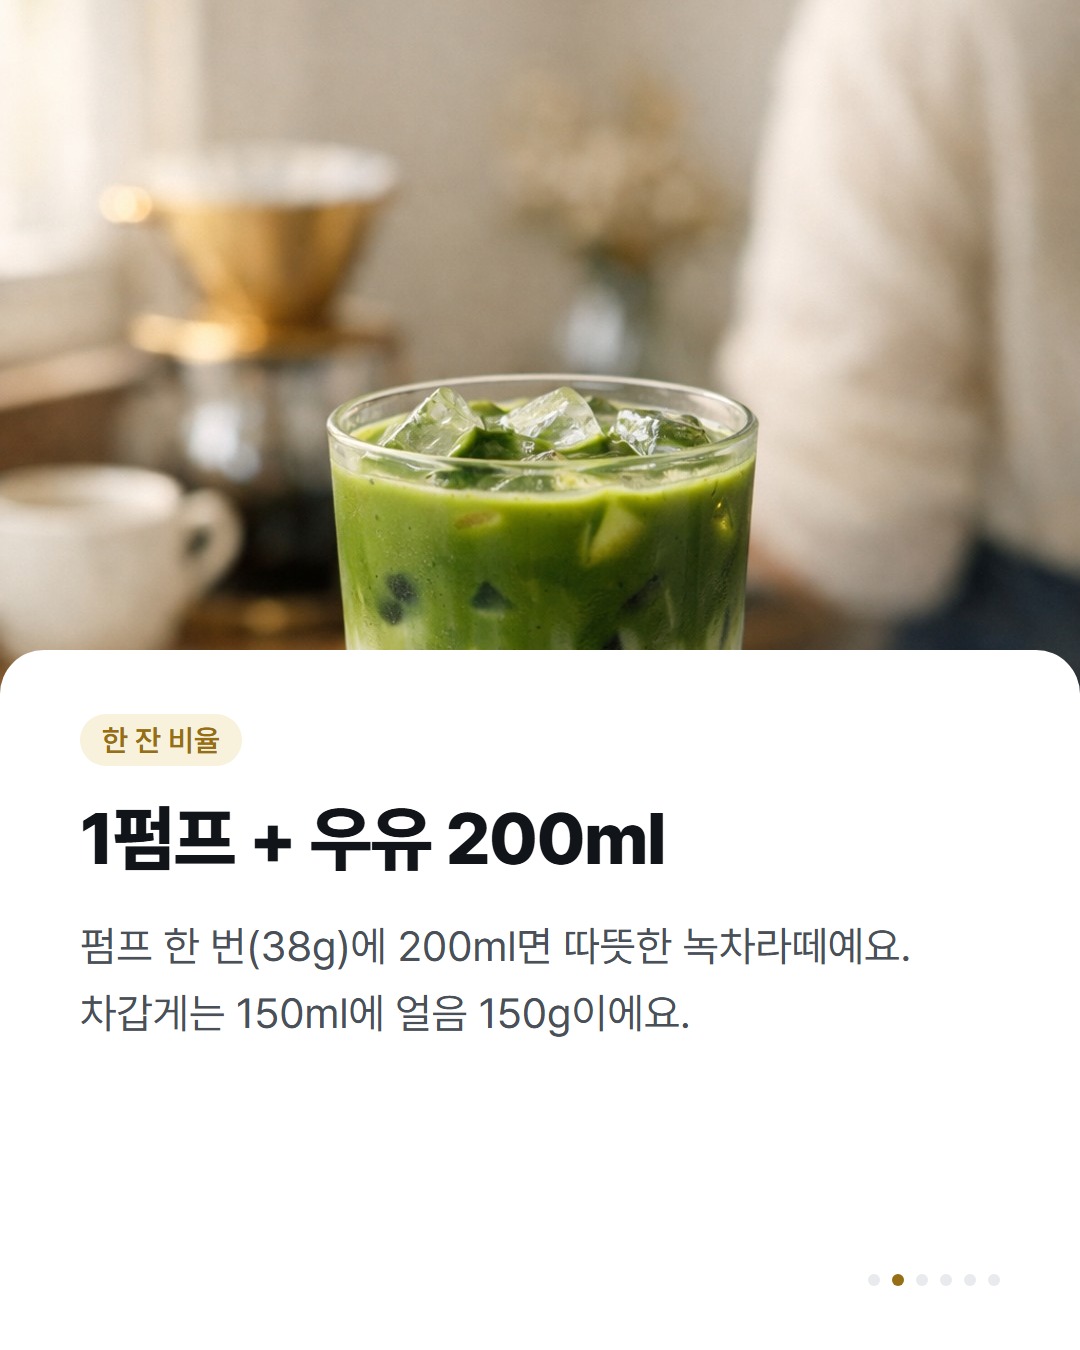 한 잔 비율
1펌프 + 우유 200ml
펌프 한 번(38g)에 200ml면 따뜻한 녹차라떼예요.
차갑게는 150ml에 얼음 150g이에요.